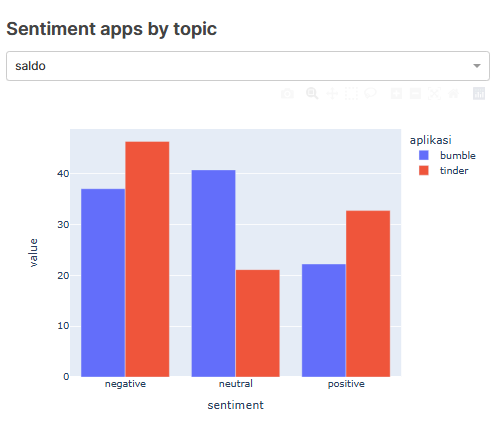 Sentiment apps by topic
saldo
aplikasi
bumble
tinder
value
40
30
20
10
0
negative
neutral
positive
sentiment